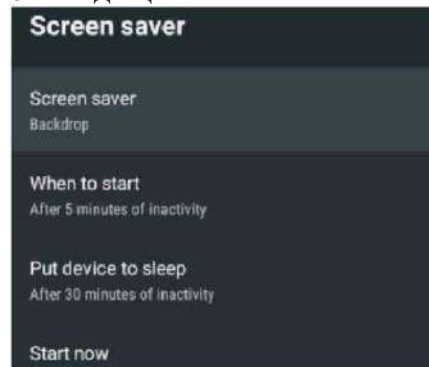 Screen saver
Screen saver
Backdrop
When to start
After 5 minutes of inactivity
Put device to sleep
After 30 minutes of inactivity
Start now